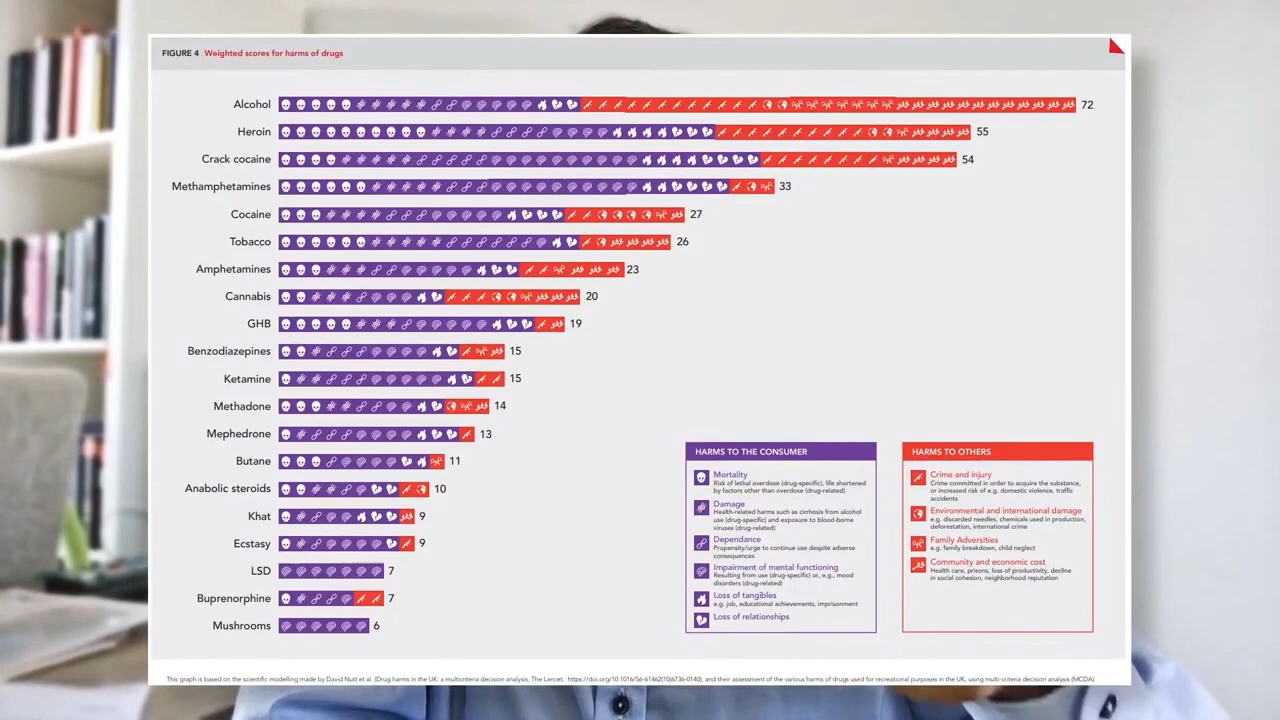 FIGURE 4 Weighted scores for harms of drugs
Alcohol 72
Heroin 55
Crack cocaine 54
Methamphetamines 33
Cocaine 27
Tobacco 26
Amphetamines 23
Cannabis 20
GHB 19
Benzodiazepines 15
Ketamine 15
Methadone 14
Mephedrone 13
Butane 11
Anabolic steroids 10
Khat 9
Ecstasy 9
LSD 7
Buprenorphine 7
Mushrooms 6
HARMS TO THE CONSUMER
Mortality
Risk of lethal overdose (drug-specific), life shortened
by factors other than overdose (drug-related)
Damage
Health-related harms such as cirrhosis from alcohol
use (drug-specific) and exposure to blood-borne
viruses (drug-related)
Dependance
Propensity/urge to continue use despite adverse
consequences
Impairment of mental functioning
Resulting from use (drug-specific) or, e.g., mood
disorders (drug-related)
Loss of tangibles
e.g. job, educational achievements, imprisonment
Loss of relationships
HARMS TO OTHERS
Crime and injury
Crime committed in order to acquire the substance,
or increased risk of e.g. domestic violence, traffic
accidents
Environmental and international damage
e.g. discarded needles, chemicals used in production,
deforestation, international crime
Family Adversities
e.g. family breakdown, child neglect
Community and economic cost
Health care, prisons, loss of productivity, decline
in social cohesion, neighborhood reputation
This graph is based on the scientific modelling made by David Nutt et al. (Drug harms in the UK: a multicriteria decision analysis, The Lancet, https://doi.org/10.1016/S6-61462(10)6736-0140), and their assessment of the various harms of drugs used for recreational purposes in the UK, using multi-criteria decision analysis (MCDA)